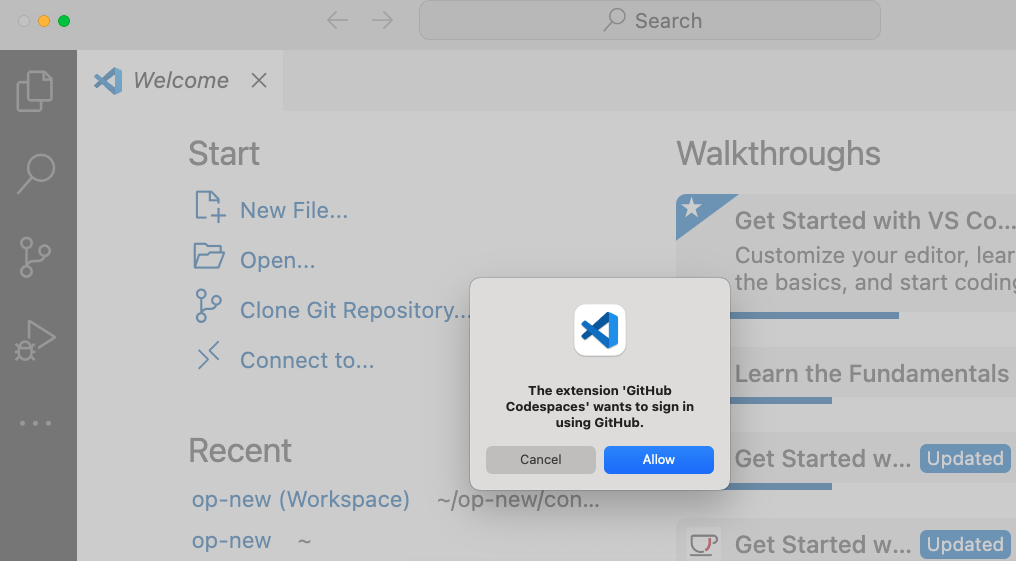 Search
Welcome
Start
New File...
Open...
Clone Git Repository...
Connect to...
Recent
op-new (Workspace) ~/op-new/con...
op-new ~
Walkthroughs
Get Started with VS Co...
Customize your editor, lear
the basics, and start coding
Learn the Fundamentals
Get Started w... Updated
Get Started w... Updated
The extension 'GitHub
Codespaces' wants to sign in
using GitHub.
Cancel Allow